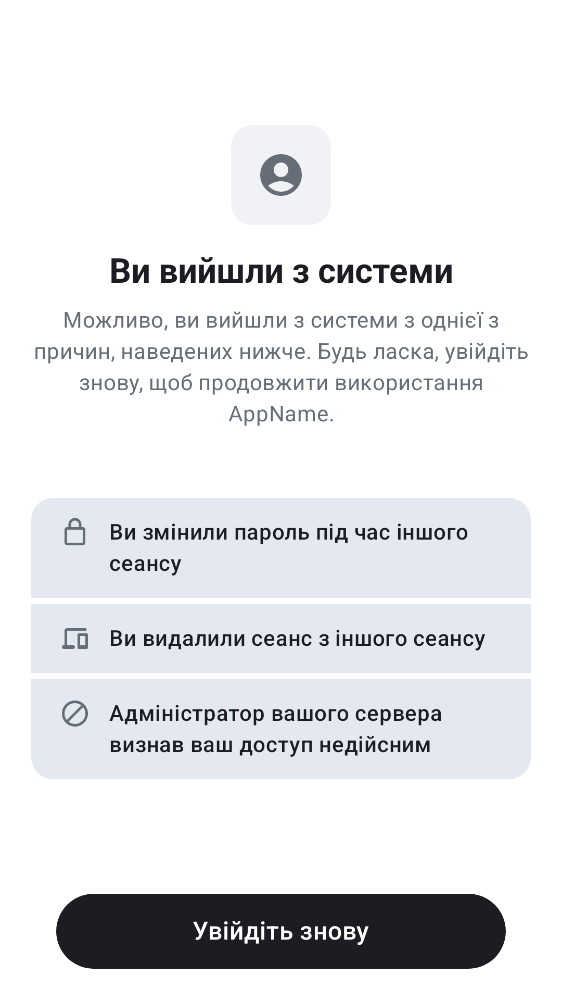 Ви вийшли з системи
Можливо, ви вийшли з системи з однієї з
причин, наведених нижче. Будь ласка, увійдіть
знову, щоб продовжити використання
AppName.
Ви змінили пароль під час іншого
сеансу
Ви видалили сеанс з іншого сеансу
Адміністратор вашого сервера
визнав ваш доступ недійсним
Увійдіть знову